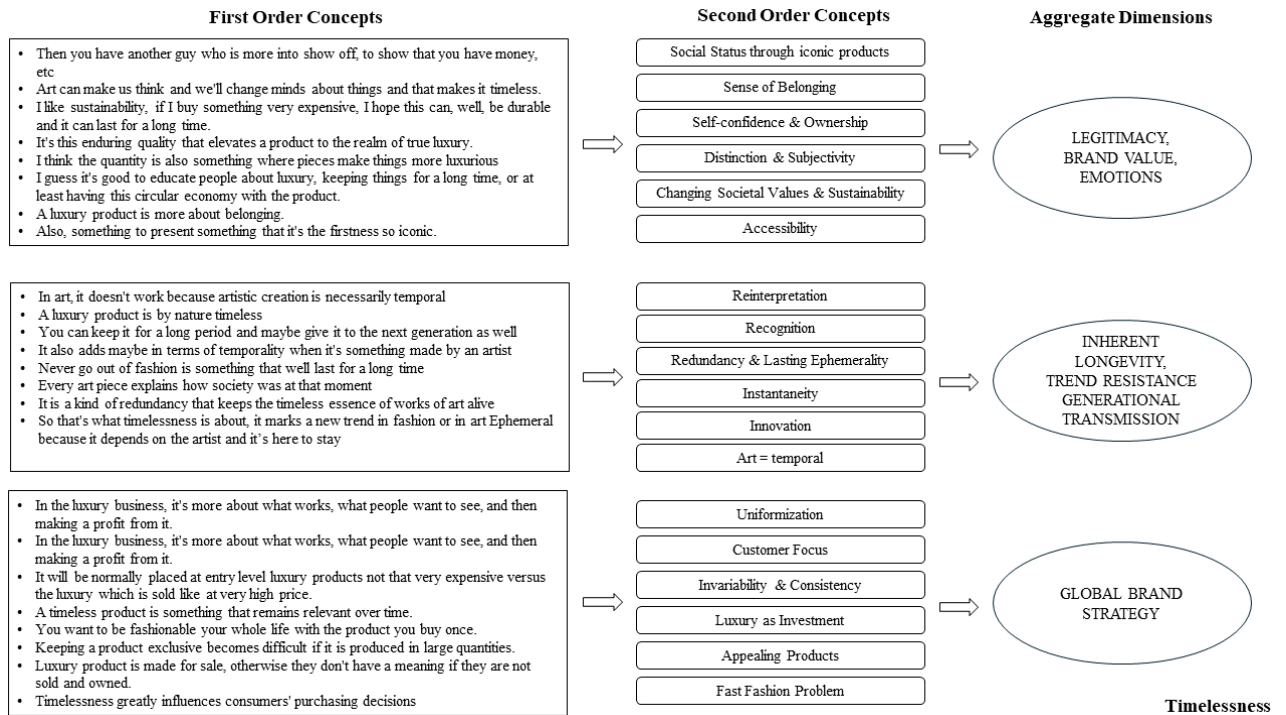 First Order Concepts
Second Order Concepts
Aggregate Dimensions
• Then you have another guy who is more into show off, to show that you have money,
etc
• Art can make us think and we'll change minds about things and that makes it timeless.
• I like sustainability, if I buy something very expensive, I hope this can, well, be durable
and it can last for a long time.
• It's this enduring quality that elevates a product to the realm of true luxury.
• I think the quantity is also something where pieces make things more luxurious
• I guess it's good to educate people about luxury, keeping things for a long time, or at
least having this circular economy with the product.
• A luxury product is more about belonging.
• Also, something to present something that it's the firstness so iconic.
Social Status through iconic products
Sense of Belonging
Self-confidence & Ownership
Distinction & Subjectivity
Changing Societal Values & Sustainability
Accessibility
LEGITIMACY,
BRAND VALUE,
EMOTIONS
• In art, it doesn't work because artistic creation is necessarily temporal
• A luxury product is by nature timeless
• You can keep it for a long period and maybe give it to the next generation as well
• It also adds maybe in terms of temporality when it's something made by an artist
• Never go out of fashion is something that well last for a long time
• Every art piece explains how society was at that moment
• It is a kind of redundancy that keeps the timeless essence of works of art alive
• So that's what timelessness is about, it marks a new trend in fashion or in art Ephemeral
because it depends on the artist and it's here to stay
Reinterpretation
Recognition
Redundancy & Lasting Ephemerality
Instantaneity
Innovation
Art = temporal
INHERENT
LONGEVITY,
TREND RESISTANCE
GENERATIONAL
TRANSMISSION
• In the luxury business, it's more about what works, what people want to see, and then
making a profit from it.
• In the luxury business, it's more about what works, what people want to see, and then
making a profit from it.
• It will be normally placed at entry level luxury products not that very expensive versus
the luxury which is sold like at very high price.
• A timeless product is something that remains relevant over time.
• You want to be fashionable your whole life with the product you buy once.
• Keeping a product exclusive becomes difficult if it is produced in large quantities.
• Luxury product is made for sale, otherwise they don't have a meaning if they are not
sold and owned.
• Timelessness greatly influences consumers' purchasing decisions
Uniformization
Customer Focus
Invariability & Consistency
Luxury as Investment
Appealing Products
Fast Fashion Problem
GLOBAL BRAND
STRATEGY
Timelessness